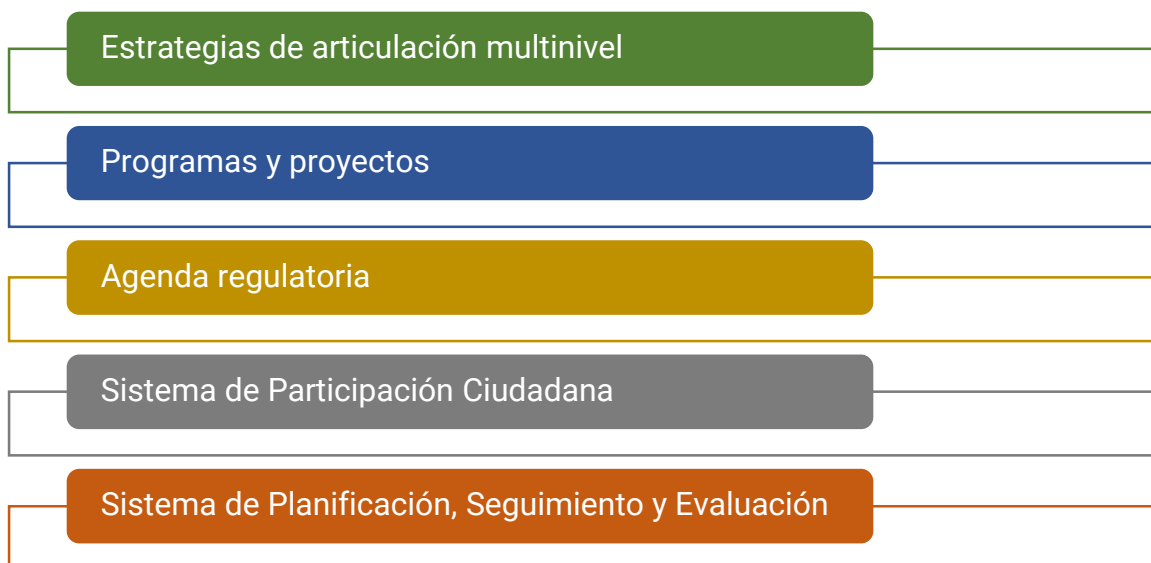 Estrategias de articulación multinivel
Programas y proyectos
Agenda regulatoria
Sistema de Participación Ciudadana
Sistema de Planificación, Seguimiento y Evaluación